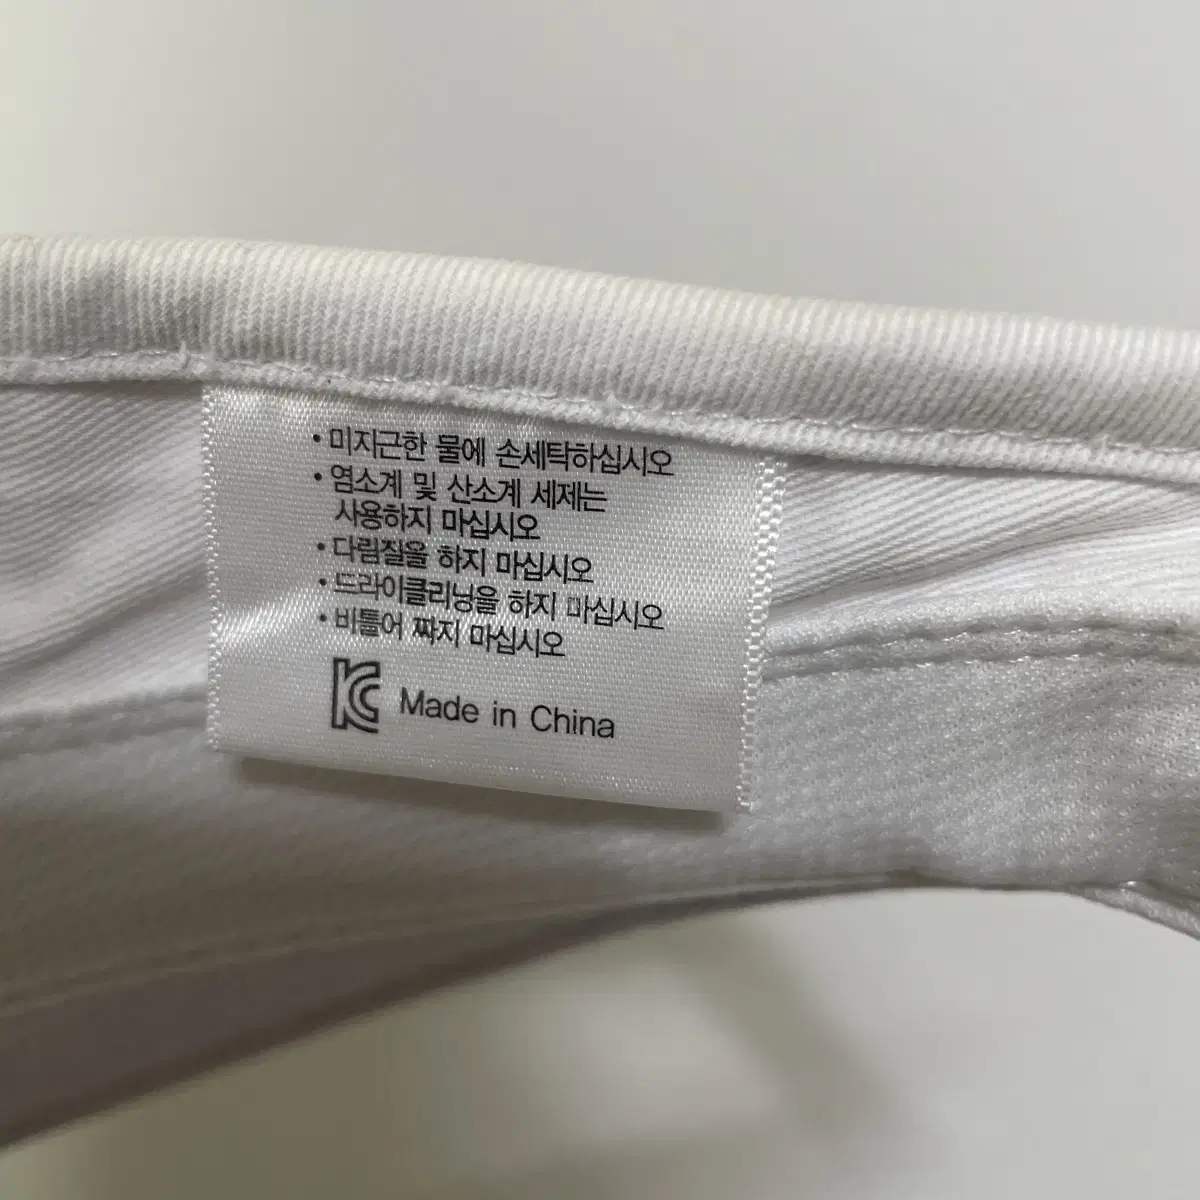 • 미지근한 물에 손세탁하십시오
• 염소계 및 산소계 세제는
사용하지 마십시오
• 다림질을 하지 마십시오
• 드라이클리닝을 하지 마십시오
• 비틀어 짜지 마십시오
KC Made in China